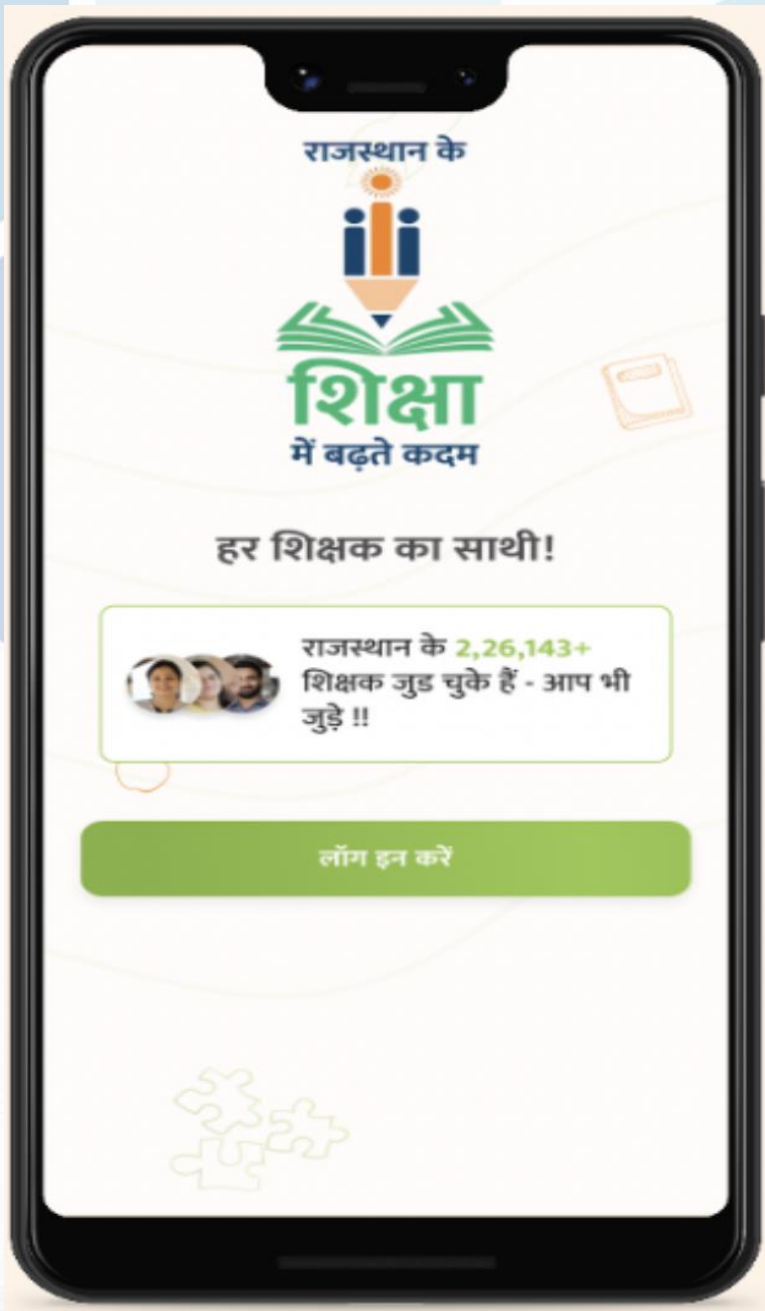 राजस्थान के
शिक्षा
में बढ़ते कदम
हर शिक्षक का साथी!
राजस्थान के 2,26,143+
शिक्षक जुड चुके हैं - आप भी
जुड़े !!
लॉग इन करें